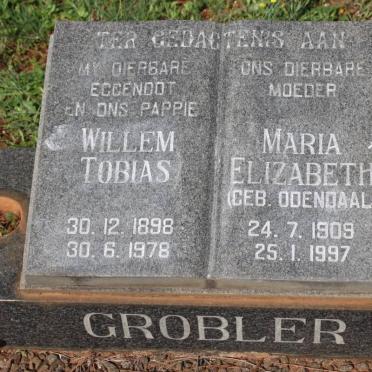 TER GEDAGTENIS AAN
MY DIERBARE
EGGENOOT
EN ONS PAPPIE
WILLEM
TOBIAS
30.12.1898
30.6.1978
ONS DIERBARE
MOEDER
MARIA
ELIZABETH
(GEB. ODENDAAL
24.7.1909
25.1.1997
GROBLER